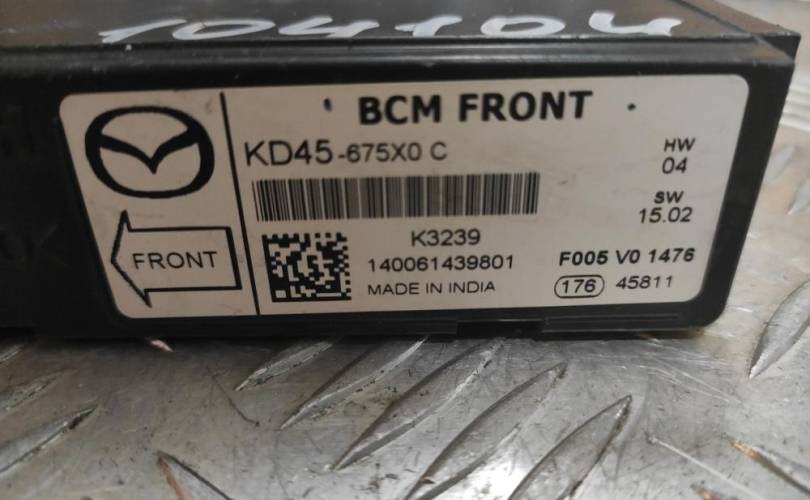 104104
BCM FRONT
KD45-675X0 C
HW
04
SW
15.02
K3239
140061439801
MADE IN INDIA
F005 V0 1476
176 45811
FRONT